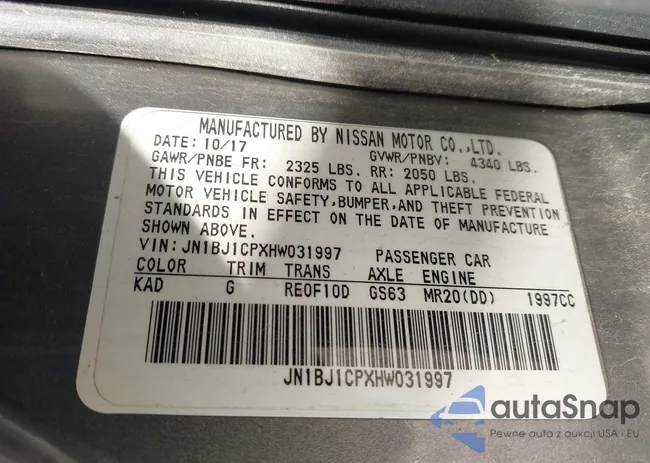 MANUFACTURED BY NISSAN MOTOR CO.,LTD.
DATE: 10/17 GVWR/PNBV: 4340 LBS.
GAWR/PNBE FR: 2325 LBS. RR: 2050 LBS.
THIS VEHICLE CONFORMS TO ALL APPLICABLE FEDERAL
MOTOR VEHICLE SAFETY,BUMPER,AND THEFT PREVENTION
STANDARDS IN EFFECT ON THE DATE OF MANUFACTURE
SHOWN ABOVE.
VIN: JN1BJ1CPXHW031997 PASSENGER CAR
COLOR TRIM TRANS AXLE ENGINE
KAD G RE0F10D GS63 MR20(DD) 1997CC
JN1BJ1CPXHW031997
autaSnap
Pewne auta z aukcji USA i EU